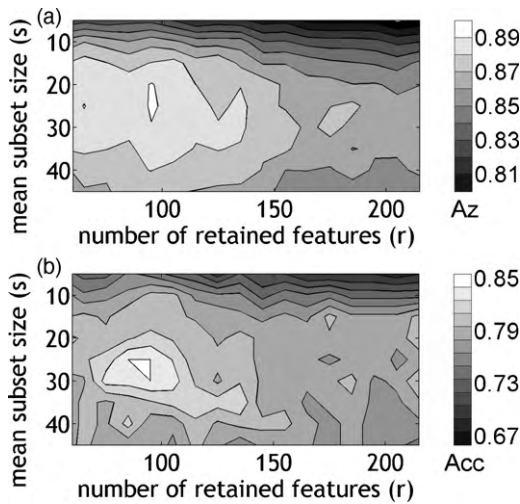 (a)
mean subset size (s)
10
20
30
40
100
150
200
number of retained features (r)
0.89
0.87
0.85
0.83
0.81
Az
(b)
mean subset size (s)
10
20
30
40
100
150
200
number of retained features (r)
0.85
0.79
0.73
0.67
Acc